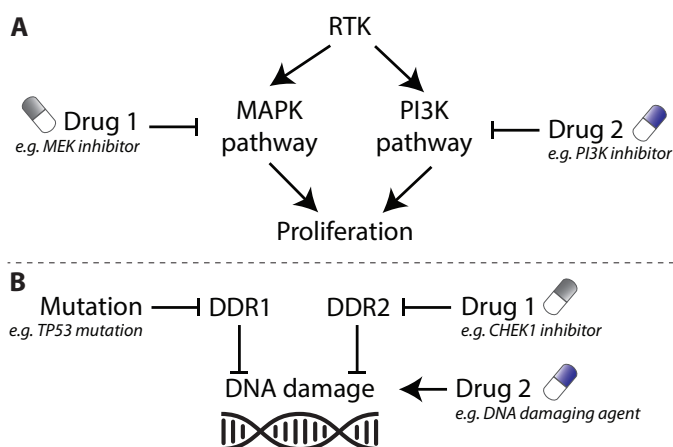 A
RTK
MAPK pathway
PI3K pathway
Drug 1
e.g. MEK inhibitor
Drug 2
e.g. PI3K inhibitor
Proliferation
B
Mutation
e.g. TP53 mutation
DDR1
DDR2
Drug 1
e.g. CHEK1 inhibitor
DNA damage
Drug 2
e.g. DNA damaging agent